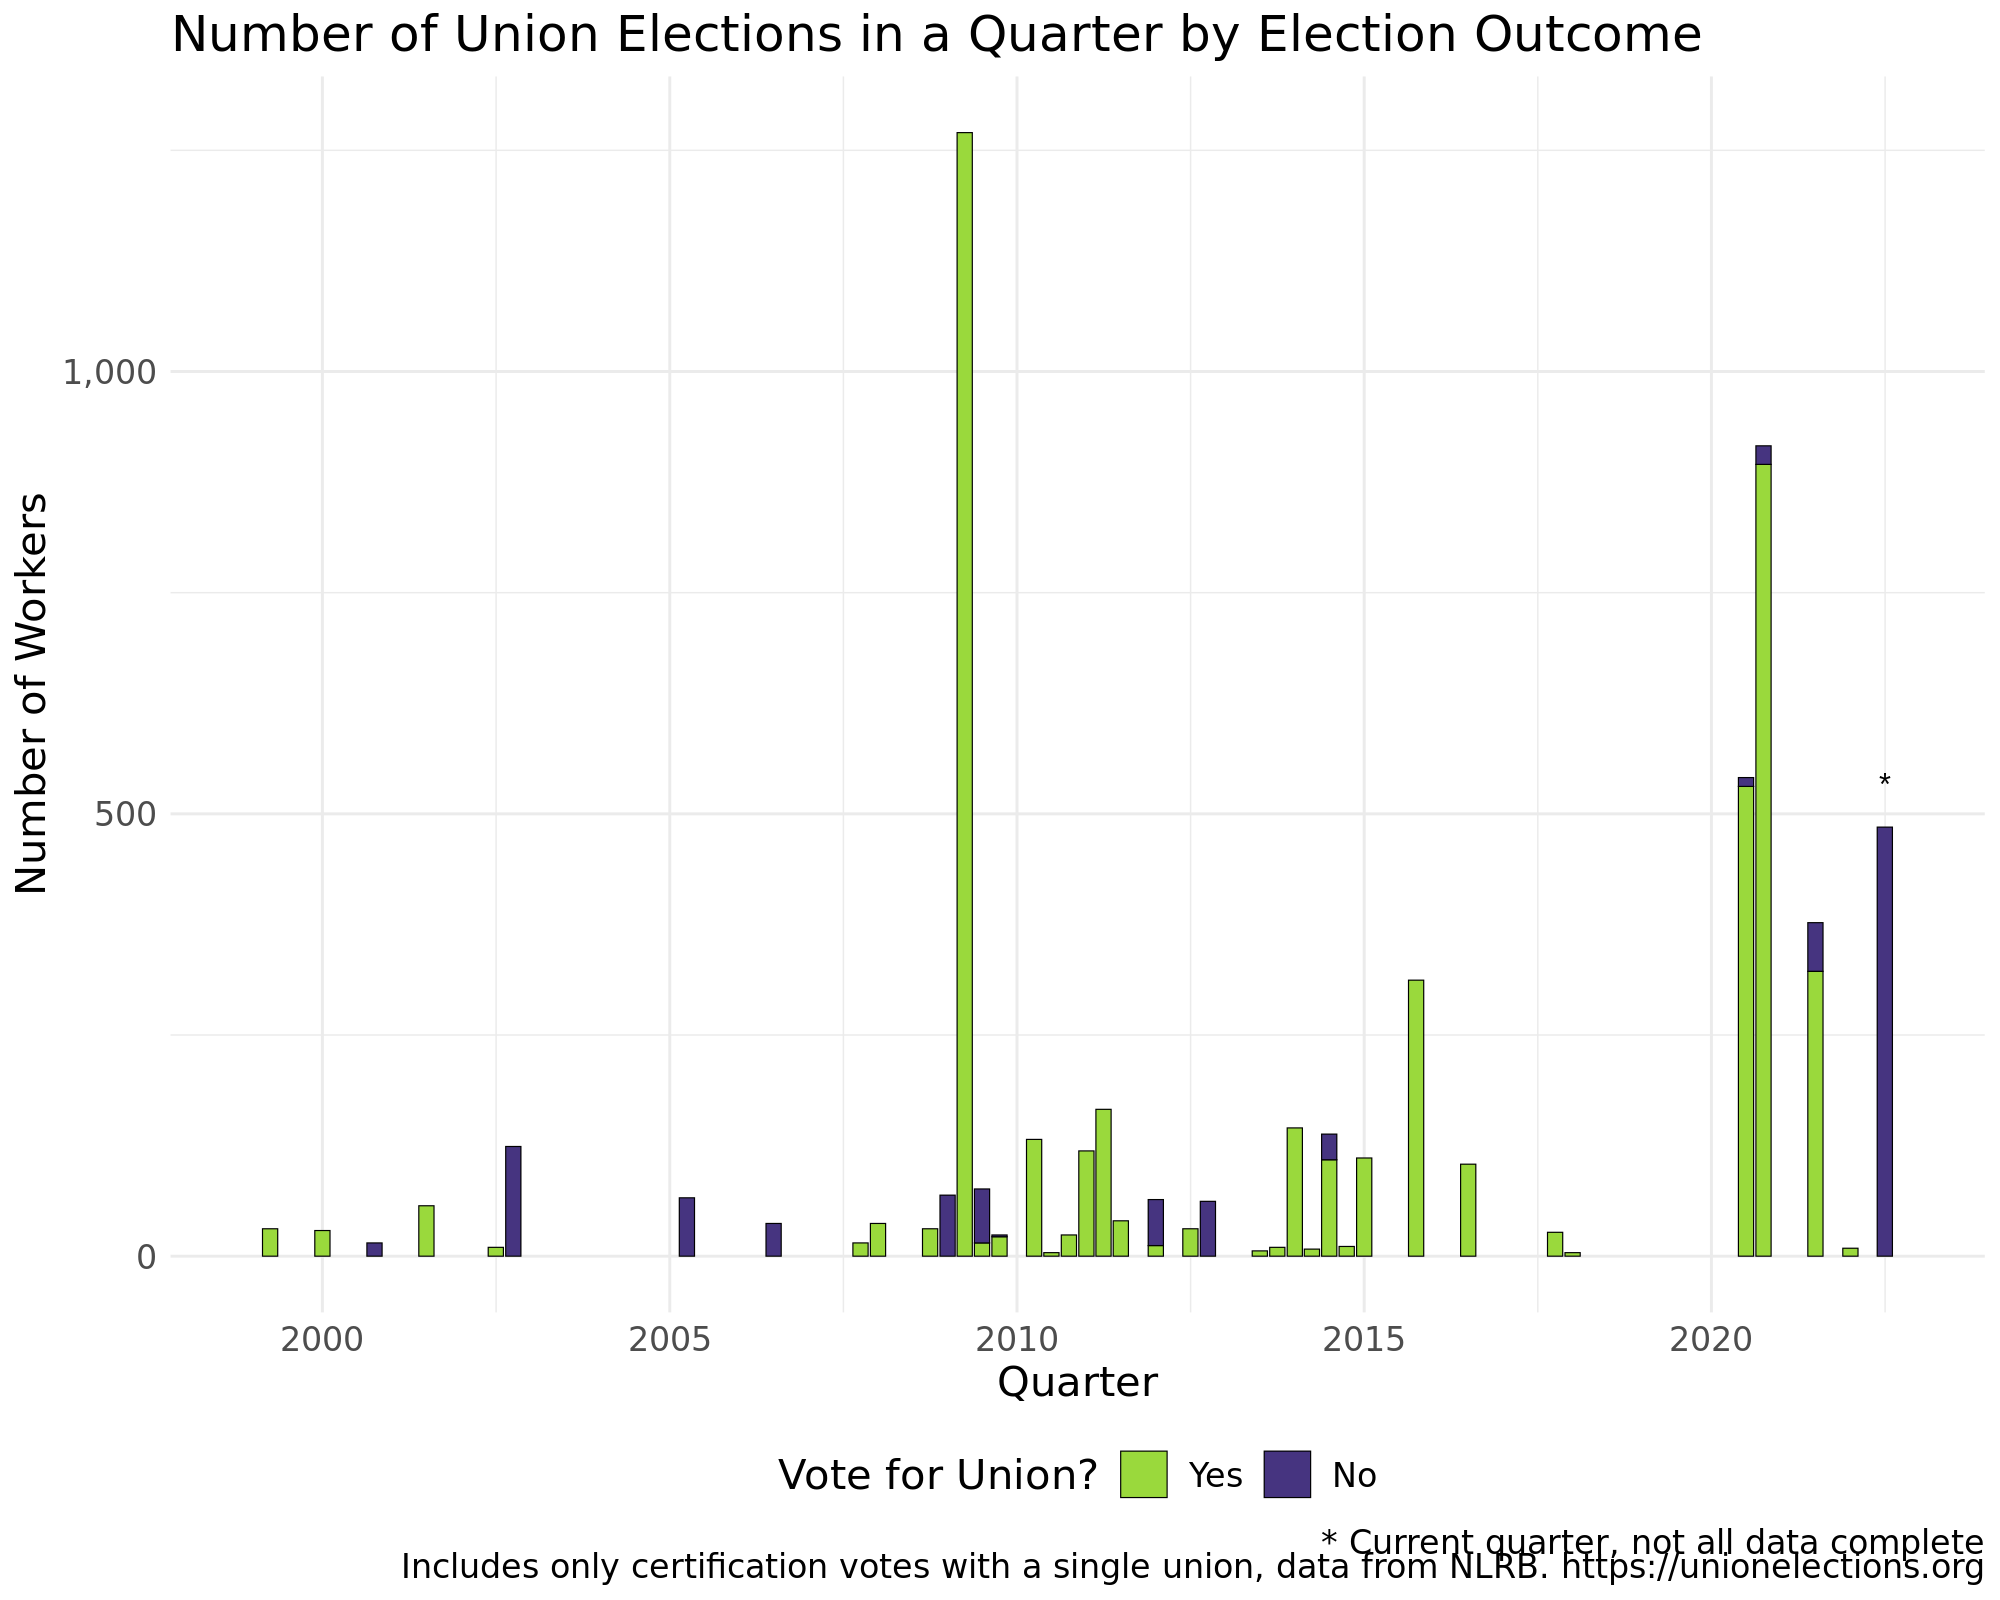 Number of Union Elections in a Quarter by Election Outcome
Number of Workers
1,000
500
0
*
2000 2005 2010 2015 2020
Quarter
Vote for Union? Yes No
* Current quarter, not all data complete
Includes only certification votes with a single union, data from NLRB. https://unionelections.org